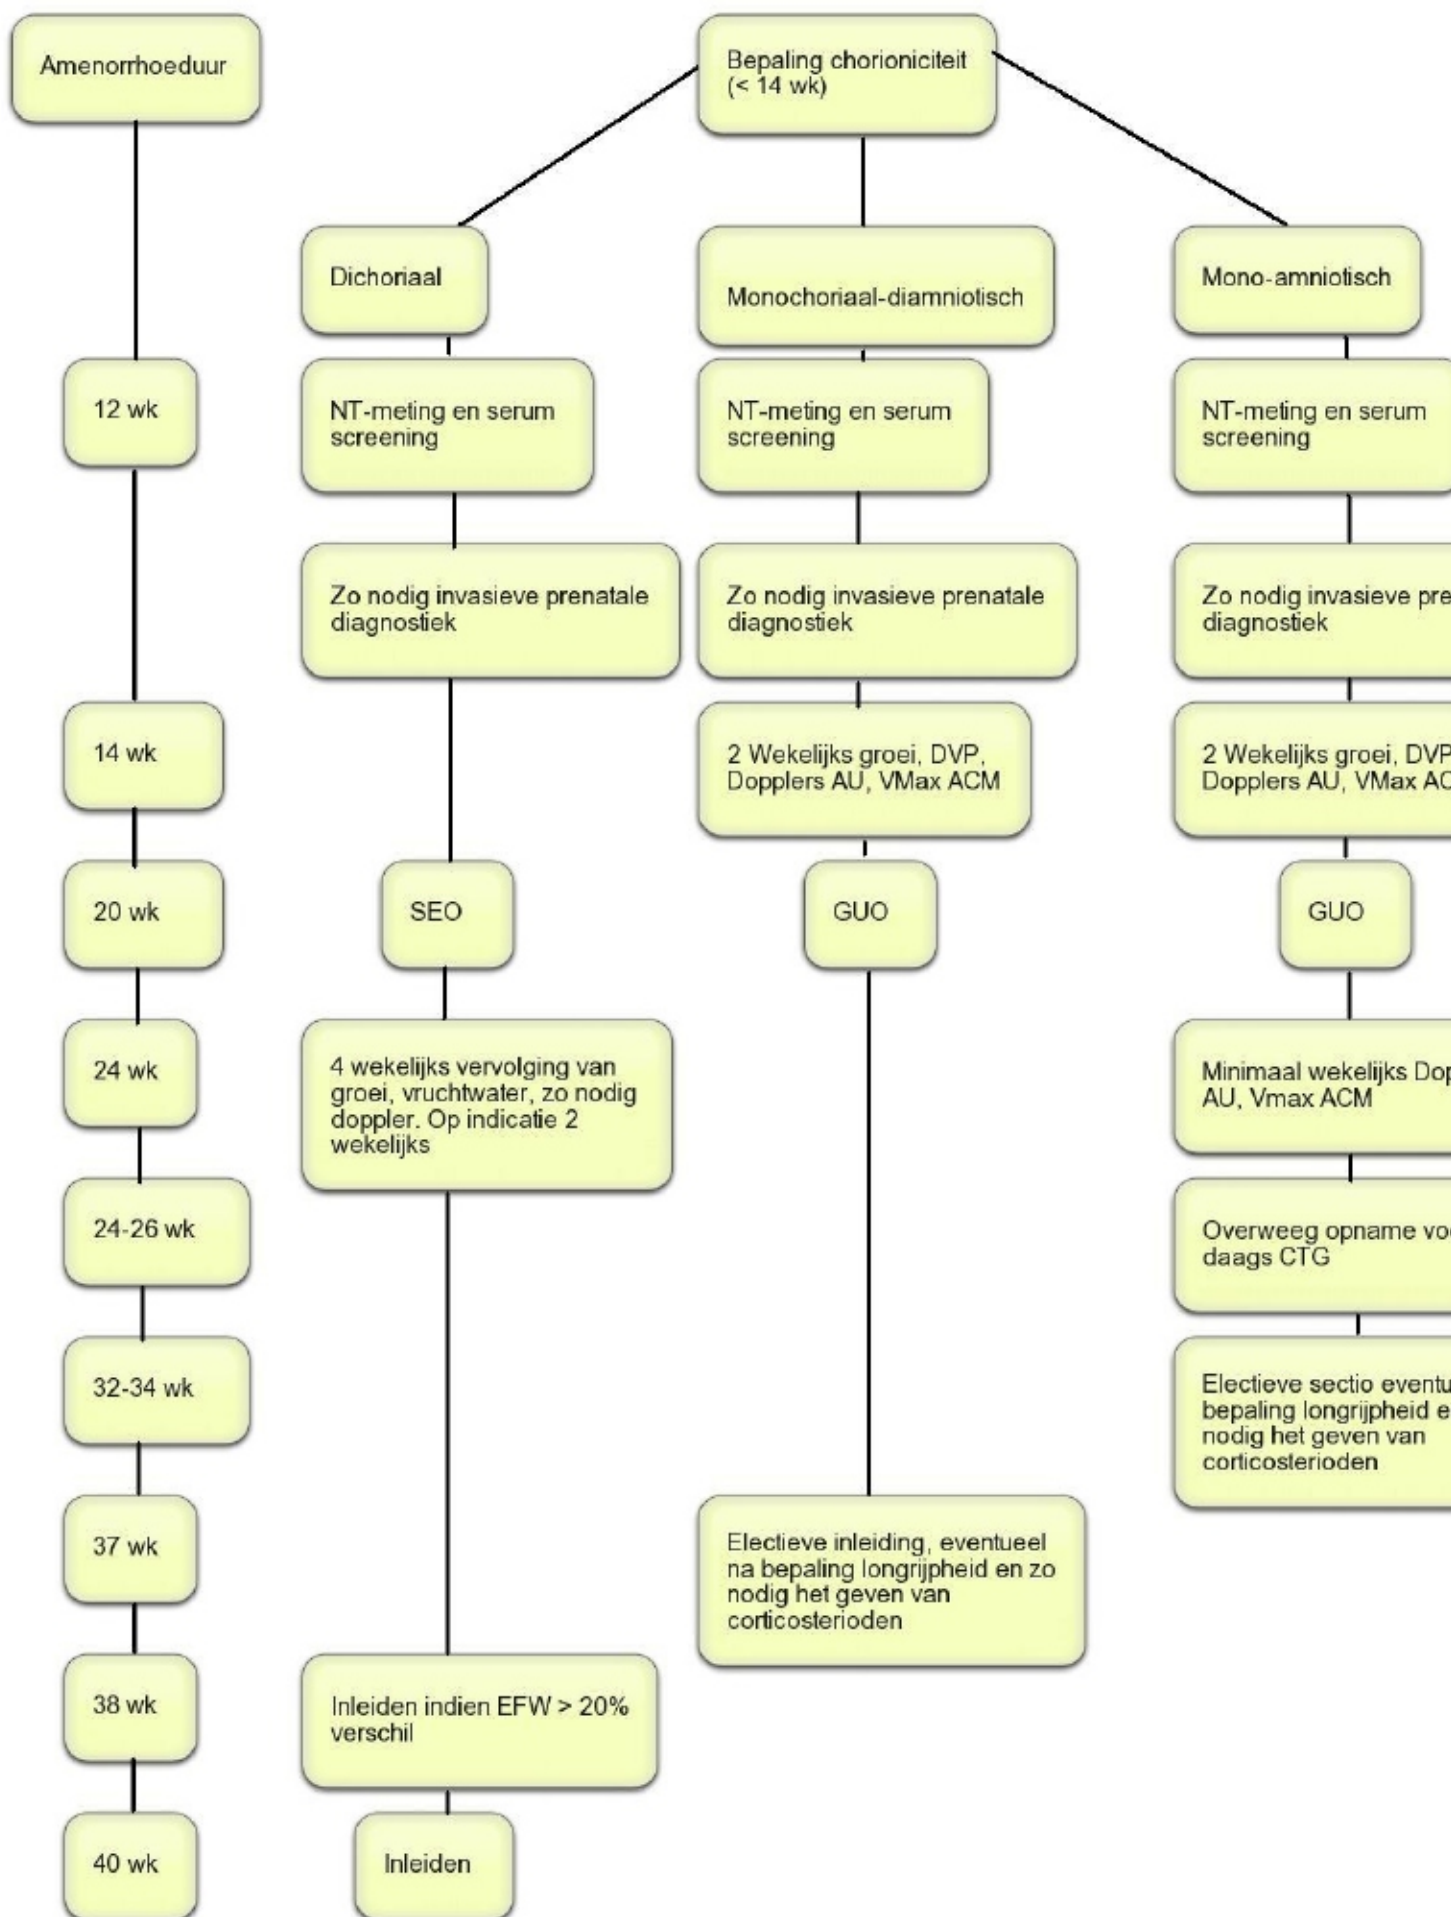 Amenorrhoeduur
Bepaling chorioniciteit
(< 14 wk)
Dichoriaal
Monochoriaal-diamniotisch
Mono-amniotisch
12 wk
NT-meting en serum
screening
NT-meting en serum
screening
NT-meting en serum
screening
Zo nodig invasieve prenatale
diagnostiek
Zo nodig invasieve prenatale
diagnostiek
Zo nodig invasieve
diagnostiek
14 wk
2 Wekelijks groei, DVP,
Dopplers AU, VMax ACM
2 Wekelijks groei, DVP
Dopplers AU, VMax
20 wk
SEO
GUO
GUO
24 wk
4 wekelijks vervolging van
groei, vruchtwater, zo nodig
doppler. Op indicatie 2
wekelijks
Minimaal wekelijks
AU, Vmax ACM
24-26 wk
Overweeg opname
daags CTG
32-34 wk
Electieve sectio
bepaling longrijpheid
nodig het geven van
corticosterioden
37 wk
Electieve inleiding, eventueel
na bepaling longrijpheid en zo
nodig het geven van
corticosterioden
38 wk
Inleiden indien EFW > 20%
verschil
40 wk
Inleiden